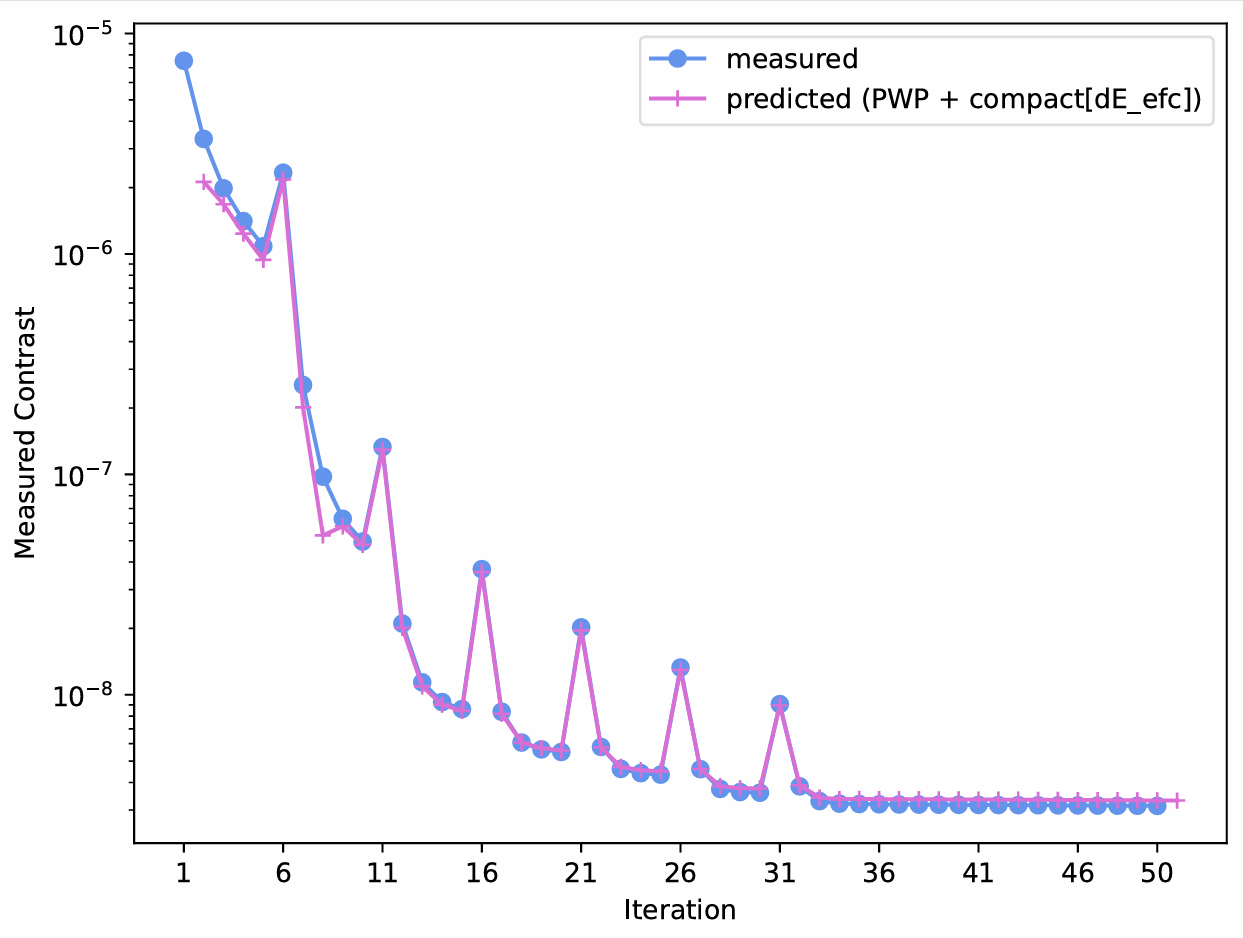 measured
predicted (PWP + compact[dE_efc])
Measured Contrast
10⁻⁵
10⁻⁶
10⁻⁷
10⁻⁸
1 6 11 16 21 26 31 36 41 46 50
Iteration